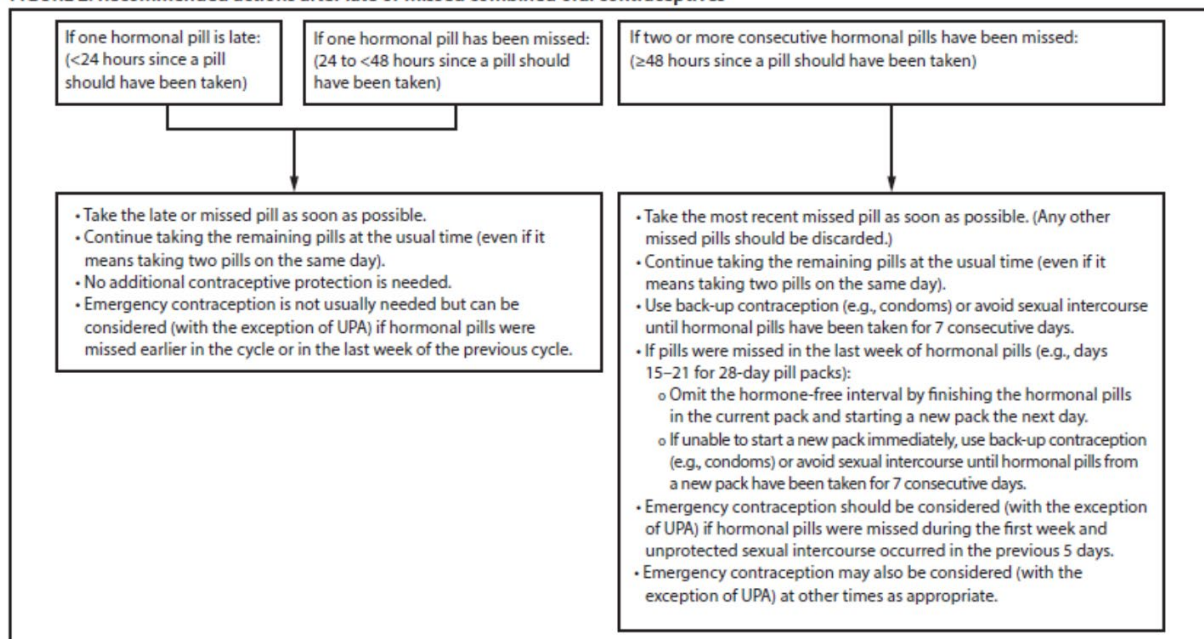 If one hormonal pill is late:
(<24 hours since a pill
should have been taken)
If one hormonal pill has been missed:
(24 to <48 hours since a pill should
have been taken)
If two or more consecutive hormonal pills have been missed:
(≥48 hours since a pill should have been taken)
• Take the late or missed pill as soon as possible.
• Continue taking the remaining pills at the usual time (even if it
means taking two pills on the same day).
• No additional contraceptive protection is needed.
• Emergency contraception is not usually needed but can be
considered (with the exception of UPA) if hormonal pills were
missed earlier in the cycle or in the last week of the previous cycle.
• Take the most recent missed pill as soon as possible. (Any other
missed pills should be discarded.)
• Continue taking the remaining pills at the usual time (even if it
means taking two pills on the same day).
• Use back-up contraception (e.g., condoms) or avoid sexual intercourse
until hormonal pills have been taken for 7 consecutive days.
• If pills were missed in the last week of hormonal pills (e.g., days
15–21 for 28-day pill packs):
o Omit the hormone-free interval by finishing the hormonal pills
in the current pack and starting a new pack the next day.
o If unable to start a new pack immediately, use back-up contraception
(e.g., condoms) or avoid sexual intercourse until hormonal pills from
a new pack have been taken for 7 consecutive days.
• Emergency contraception should be considered (with the exception
of UPA) if hormonal pills were missed during the first week and
unprotected sexual intercourse occurred in the previous 5 days.
• Emergency contraception may also be considered (with the
exception of UPA) at other times as appropriate.